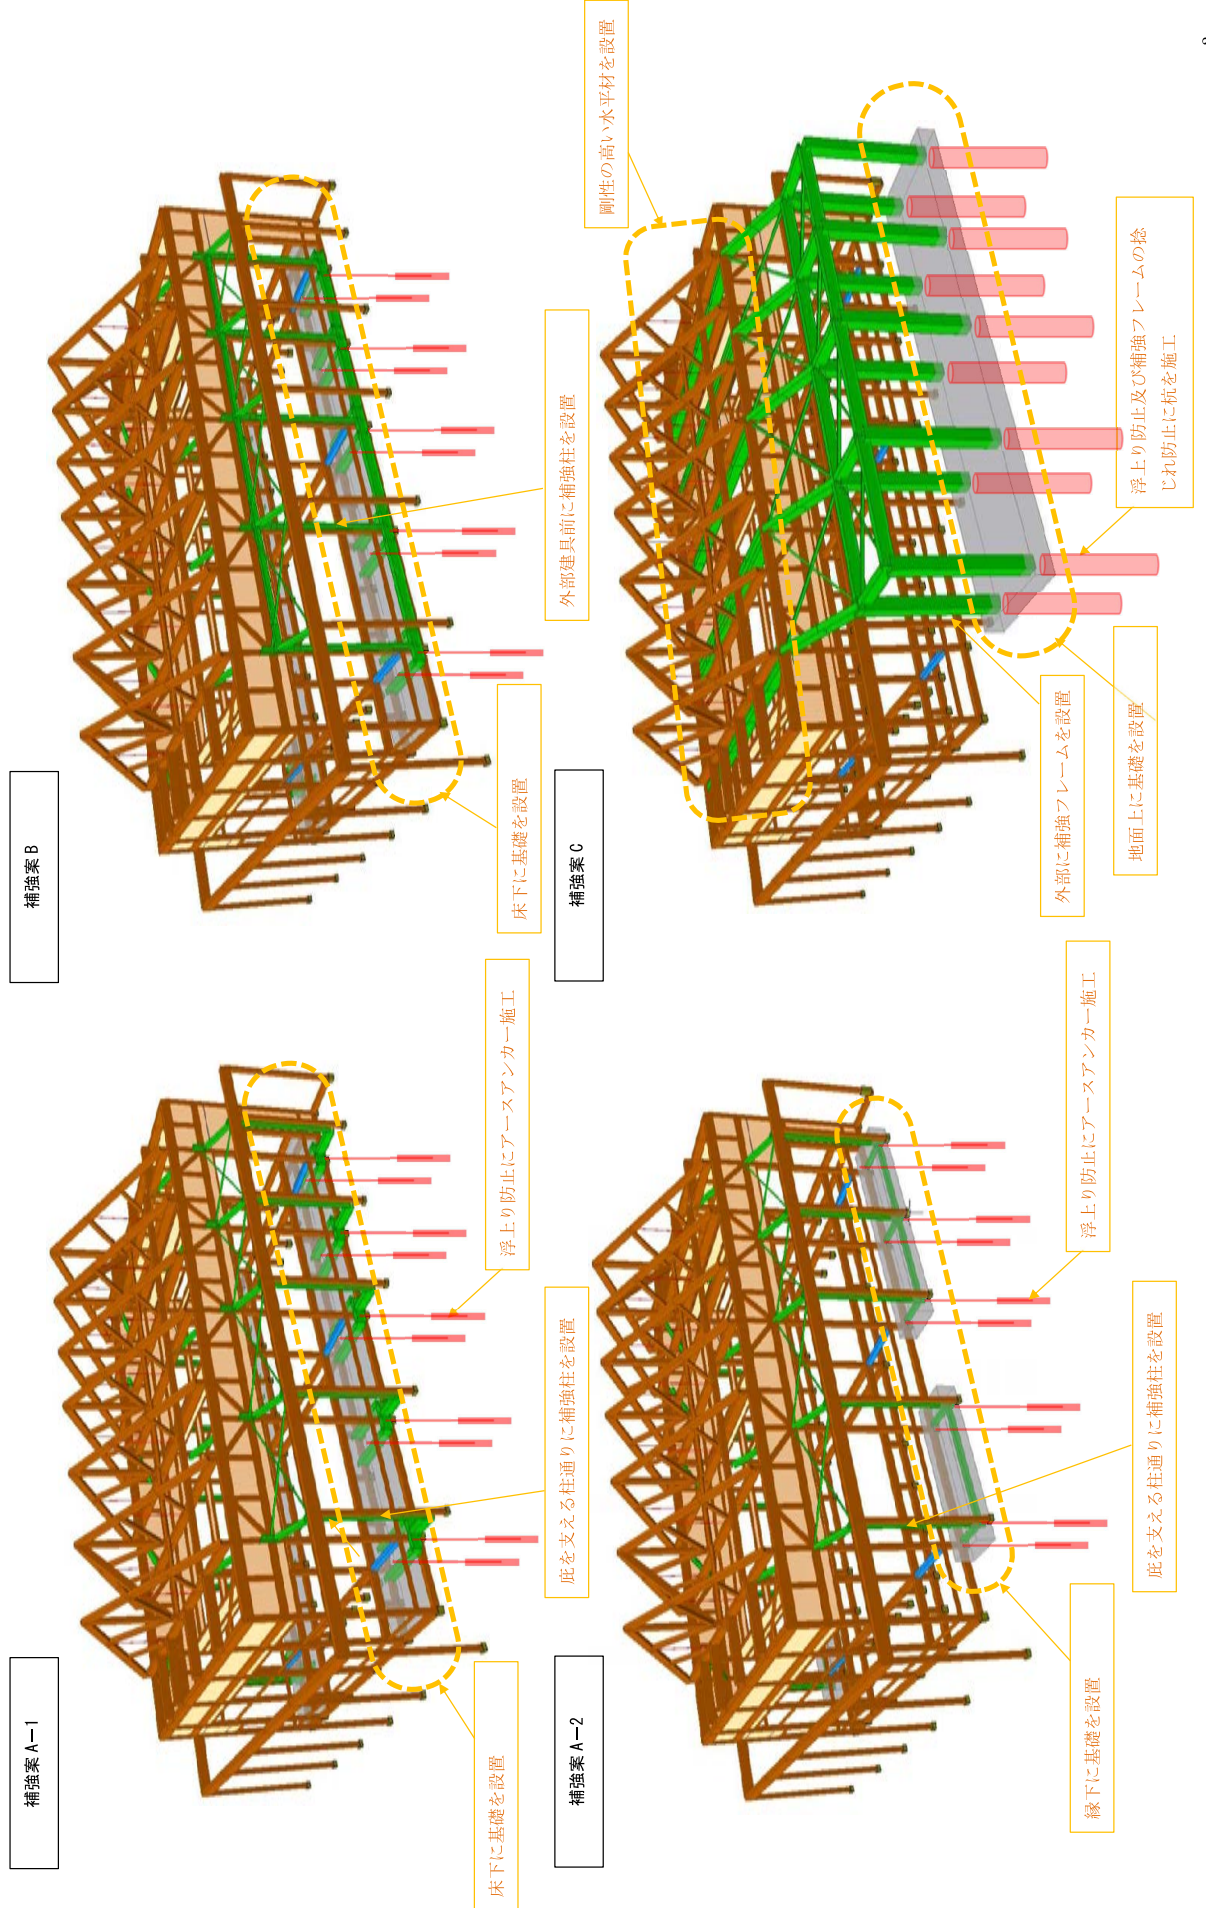 補強案 A－1
床下に基礎を設置
庇を支える柱通りに補強柱を設置
浮上り防止にアースアンカー施工
補強案 B
床下に基礎を設置
外部建具前に補強柱を設置
補強案 A－2
縁下に基礎を設置
庇を支える柱通りに補強柱を設置
浮上り防止にアースアンカー施工
補強案 C
剛性の高い水平材を設置
外部に補強フレームを設置
地面上に基礎を設置
浮上り防止及び補強フレームの捻
じれ防止に杭を施工